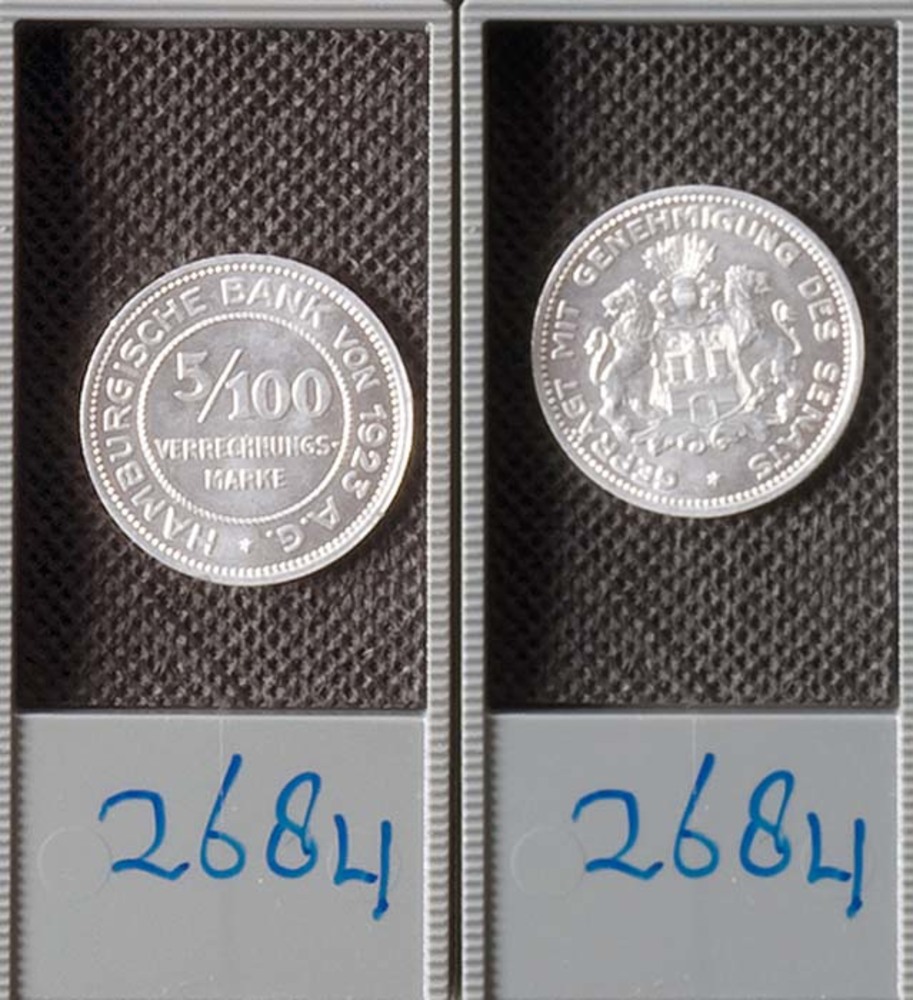 HAMBURGISCHE BANK VON 1923 A.G. *
5/100
VERRECHNUNGS-
MARKE
GEPRÄGT MIT GENEHMIGUNG DES SENATS *
2684
2684